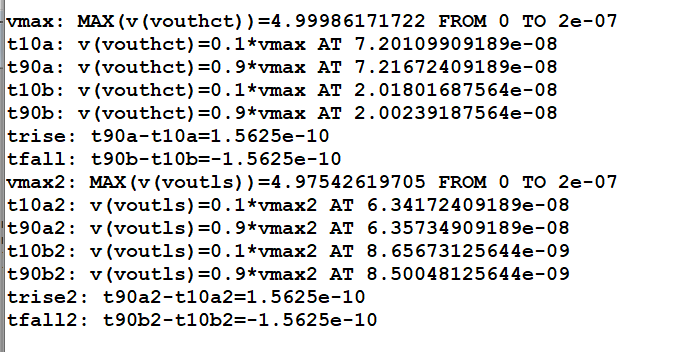 vmax: MAX(v(vouthct))=4.99986171722 FROM 0 TO 2e-07
t10a: v(vouthct)=0.1*vmax AT 7.20109909189e-08
t90a: v(vouthct)=0.9*vmax AT 7.21672409189e-08
t10b: v(vouthct)=0.1*vmax AT 2.01801687564e-08
t90b: v(vouthct)=0.9*vmax AT 2.00239187564e-08
trise: t90a-t10a=1.5625e-10
tfall: t90b-t10b=-1.5625e-10
vmax2: MAX(v(voutls))=4.97542619705 FROM 0 TO 2e-07
t10a2: v(voutls)=0.1*vmax2 AT 6.34172409189e-08
t90a2: v(voutls)=0.9*vmax2 AT 6.35734909189e-08
t10b2: v(voutls)=0.1*vmax2 AT 8.65673125644e-09
t90b2: v(voutls)=0.9*vmax2 AT 8.50048125644e-09
trise2: t90a2-t10a2=1.5625e-10
tfall2: t90b2-t10b2=-1.5625e-10